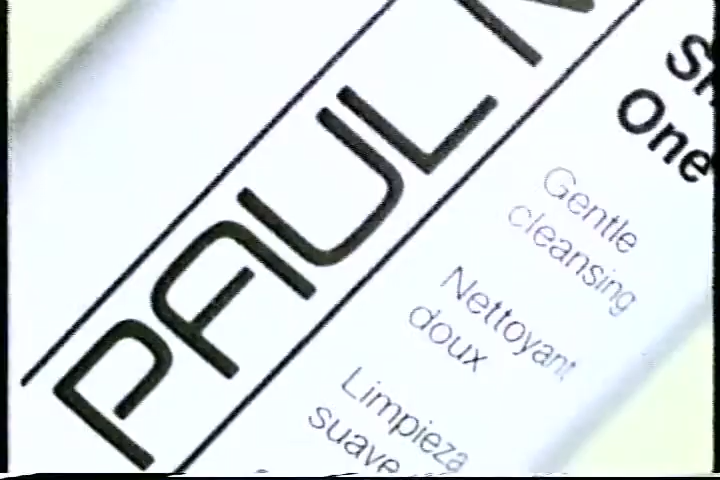 PAUL
One
Gentle
cleansing
Nettoyant
doux
Limpieza
suave